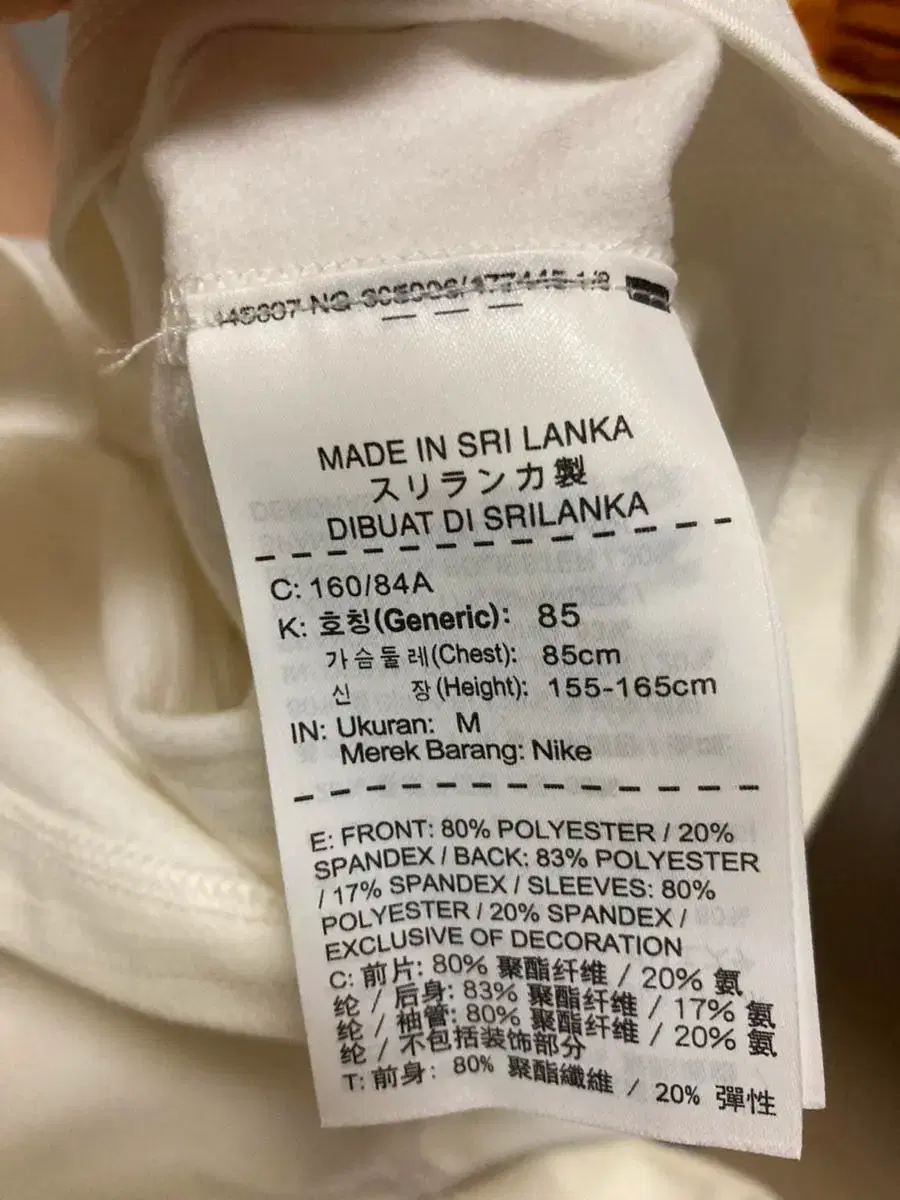 MADE IN SRI LANKA
スリランカ製
DIBUAT DI SRILANKA
C: 160/84A
K: 호칭(Generic): 85
가슴둘레(Chest): 85cm
신 장(Height): 155-165cm
IN: Ukuran: M
Merek Barang: Nike
E: FRONT: 80% POLYESTER / 20%
SPANDEX / BACK: 83% POLYESTER
/ 17% SPANDEX / SLEEVES: 80%
POLYESTER / 20% SPANDEX /
EXCLUSIVE OF DECORATION
C: 前片: 80% 聚酯纤维 / 20% 氨
纶 / 后身: 83% 聚酯纤维 / 17% 氨
纶 / 袖管: 80% 聚酯纤维 / 20% 氨
纶 / 不包括装饰部分
T: 前身: 80% 聚酯纖維 / 20% 彈性